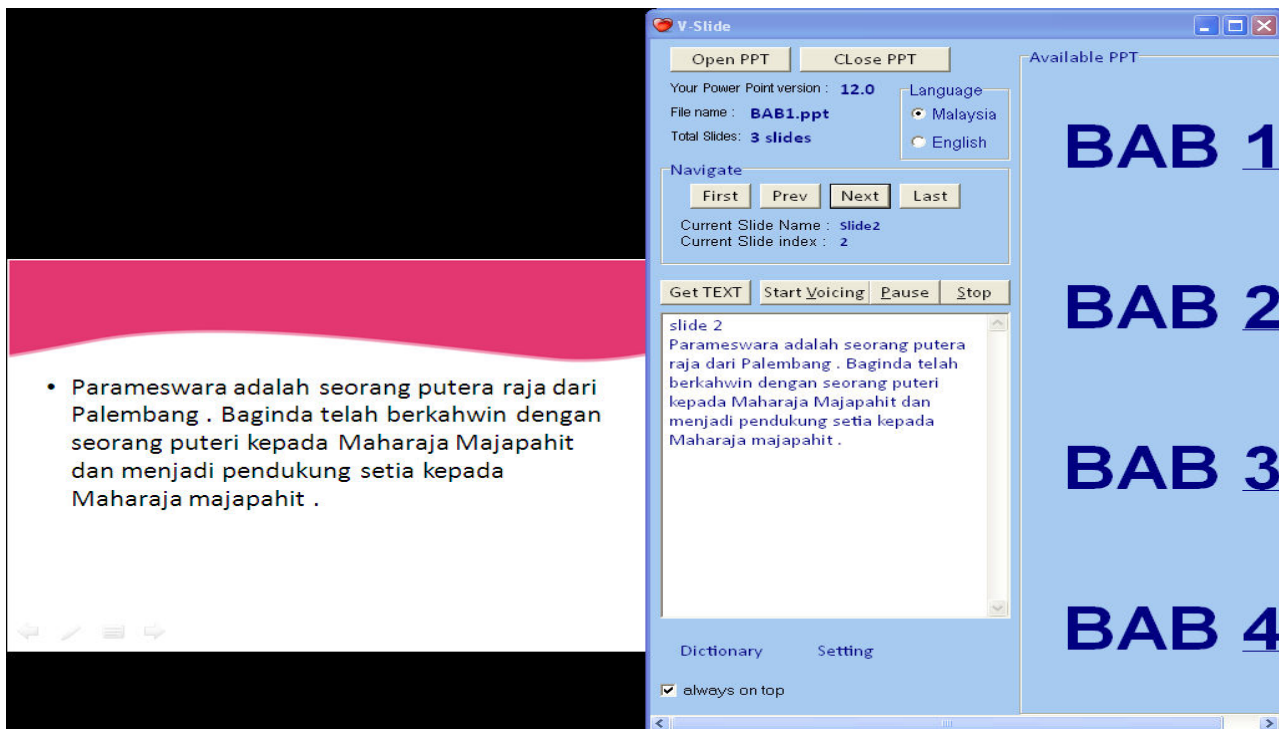 • Parameswara adalah seorang putera raja dari
Palembang . Baginda telah berkahwin dengan
seorang puteri kepada Maharaja Majapahit
dan menjadi pendukung setia kepada
Maharaja majapahit .
V-Slide
Open PPT CLose PPT
Your Power Point version : 12.0
File name : BAB1.ppt
Total Slides: 3 slides
Language
Malaysia
English
Navigate
First Prev Next Last
Current Slide Name : Slide2
Current Slide index : 2
Get TEXT Start Voicing Pause Stop
slide 2
Parameswara adalah seorang putera
raja dari Palembang . Baginda telah
berkahwin dengan seorang puteri
kepada Maharaja Majapahit dan
menjadi pendukung setia kepada
Maharaja majapahit .
Dictionary Setting
always on top
Available PPT
BAB 1
BAB 2
BAB 3
BAB 4